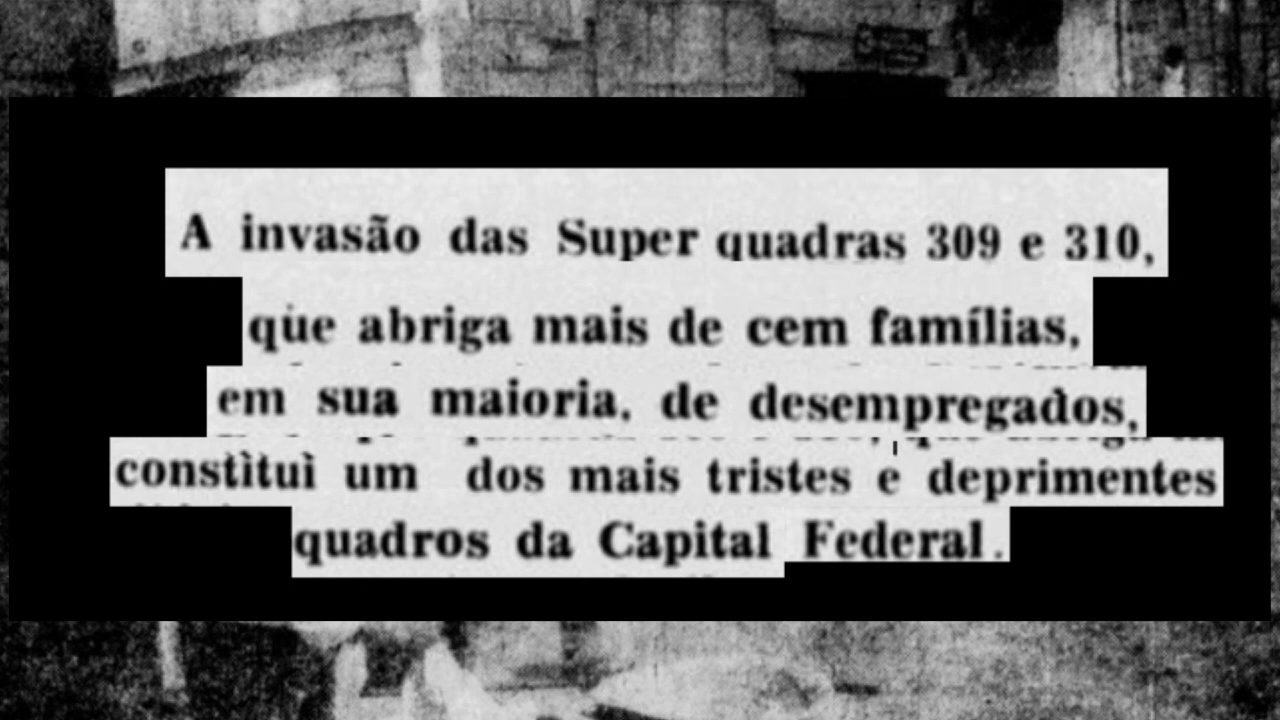 A invasão das Super quadras 309 e 310,
que abriga mais de cem famílias,
em sua maioria, de desempregados,
constitui um dos mais tristes e deprimentes
quadros da Capital Federal.